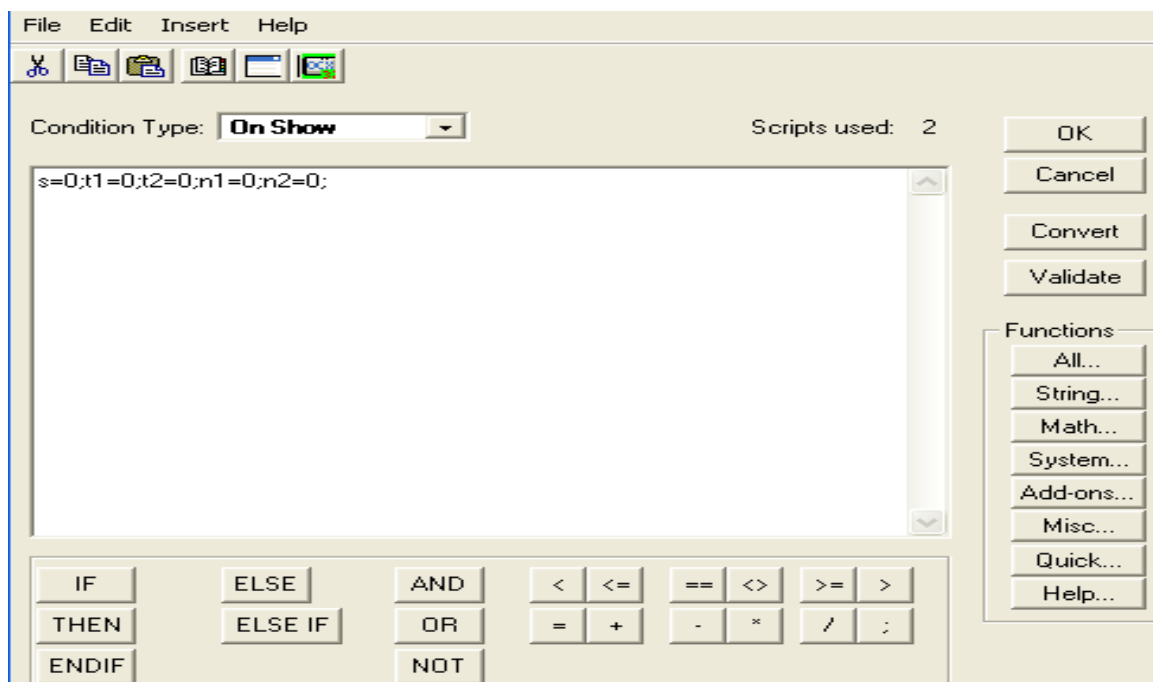 File Edit Insert Help
Condition Type: On Show Scripts used: 2
s=0;t1=0;t2=0;n1=0;n2=0;
OK
Cancel
Convert
Validate
Functions
All...
String...
Math...
System...
Add-ons...
Misc...
Quick...
Help...
IF ELSE AND < <= == <> >= >
THEN ELSE IF OR = + - * / ;
ENDIF NOT